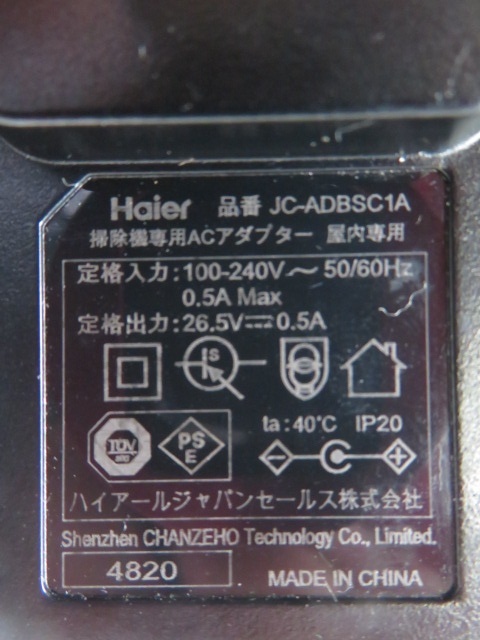 Haier 品番 JC-ADBSC1A
掃除機専用ACアダプター 屋内専用
定格入力:100-240V～50/60Hz
0.5A Max
定格出力:26.5V⎓0.5A
IS
TÜV
PS
E
ta:40℃ IP20
ハイアールジャパンセールス株式会社
Shenzhen CHANZEHO Technology Co., Limited.
4820
MADE IN CHINA